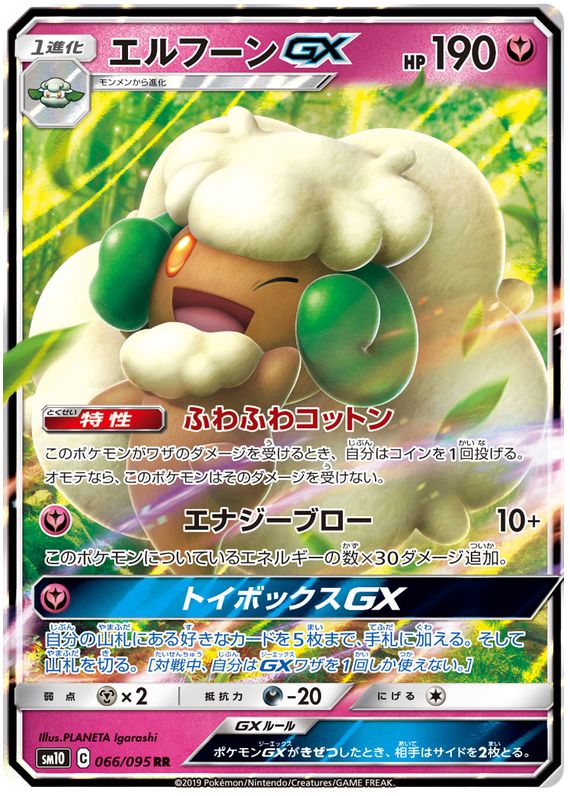 1進化 エルフーンGX HP 190
モンメンから進化
とくせい
特性 ふわふわコットン
このポケモンがワザのダメージを受けるとき、自分はコインを1回投げる。
オモテなら、このポケモンはそのダメージを受けない。
エナジーブロー 10+
このポケモンについているエネルギーの数×30ダメージ追加。
トイボックスGX
自分の山札にある好きなカードを5枚まで、手札に加える。そして
山札を切る。[対戦中、自分はGXワザを1回しか使えない。]
弱点 ×2 抵抗力 -20 にげる
Illus.PLANETA Igarashi
GXルール
SM10 C 066/095 RR
ポケモンGXがきぜつしたとき、相手はサイドを2枚とる。
©2019 Pokémon/Nintendo/Creatures/GAME FREAK.